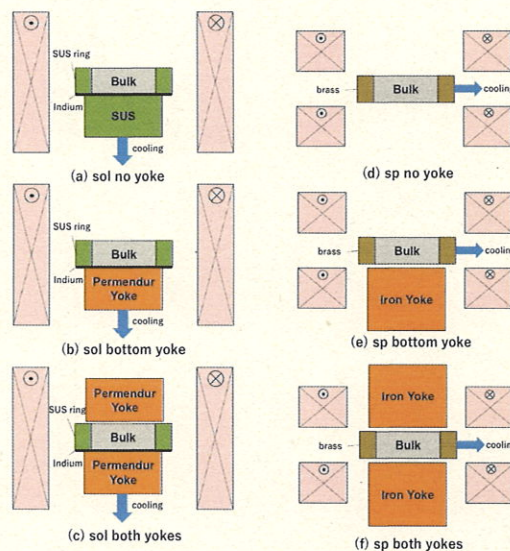 SUS ring
Bulk
Indium
SUS
cooling
(a) sol no yoke
SUS ring
Bulk
Indium
Permendur
Yoke
cooling
(b) sol bottom yoke
Permendur
Yoke
SUS ring
Bulk
Indium
Permendur
Yoke
cooling
(c) sol both yokes
brass
Bulk
cooling
(d) sp no yoke
brass
Bulk
cooling
Iron Yoke
(e) sp bottom yoke
Iron Yoke
brass
Bulk
cooling
Iron Yoke
(f) sp both yokes